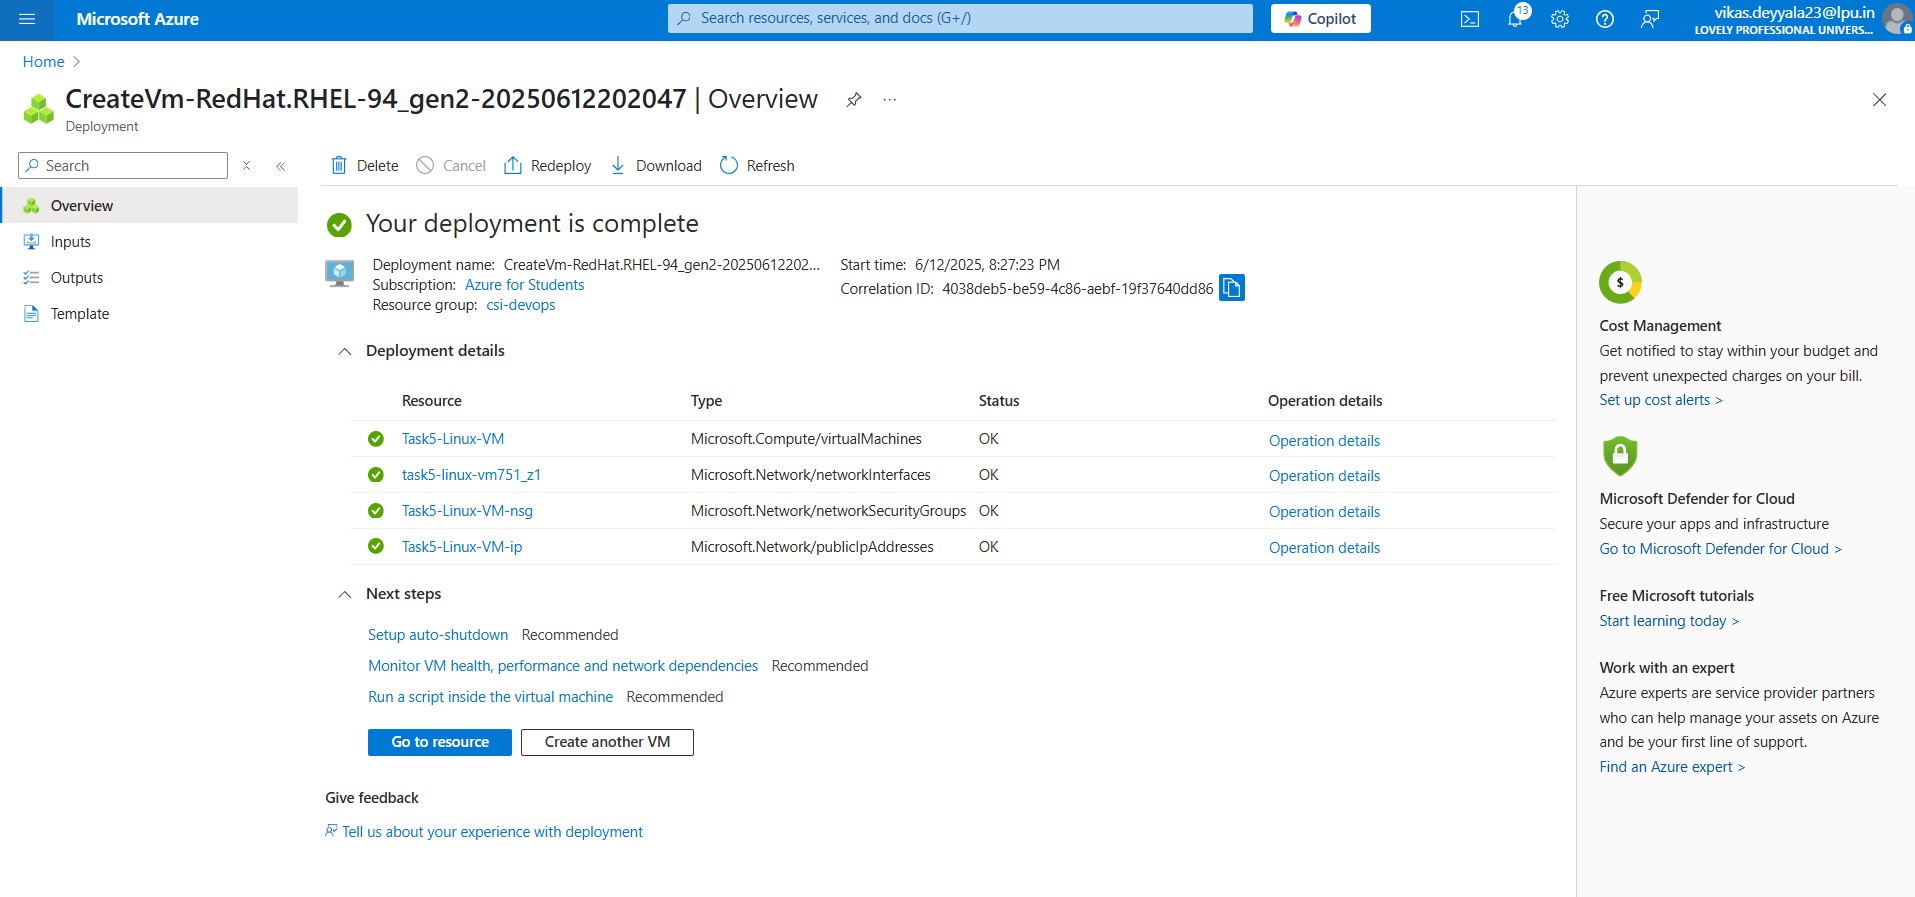 Microsoft Azure
Search resources, services, and docs (G+/)
Copilot
13
vikas.deyyala23@lpu.in
LOVELY PROFESSIONAL UNIVERS...
Home
CreateVm-RedHat.RHEL-94_gen2-20250612202047 | Overview
Deployment
Search
Delete
Cancel
Redeploy
Download
Refresh
Overview
Inputs
Outputs
Template
Your deployment is complete
Deployment name: CreateVm-RedHat.RHEL-94_gen2-20250612202...
Subscription: Azure for Students
Resource group: csi-devops
Start time: 6/12/2025, 8:27:23 PM
Correlation ID: 4038deb5-be59-4c86-aebf-19f37640dd86
Deployment details
Resource Type Status Operation details
Task5-Linux-VM Microsoft.Compute/virtualMachines OK Operation details
task5-linux-vm751_z1 Microsoft.Network/networkInterfaces OK Operation details
Task5-Linux-VM-nsg Microsoft.Network/networkSecurityGroups OK Operation details
Task5-Linux-VM-ip Microsoft.Network/publicIpAddresses OK Operation details
Next steps
Setup auto-shutdown Recommended
Monitor VM health, performance and network dependencies Recommended
Run a script inside the virtual machine Recommended
Go to resource
Create another VM
Give feedback
Tell us about your experience with deployment
$
Cost Management
Get notified to stay within your budget and
prevent unexpected charges on your bill.
Set up cost alerts >
Microsoft Defender for Cloud
Secure your apps and infrastructure
Go to Microsoft Defender for Cloud >
Free Microsoft tutorials
Start learning today >
Work with an expert
Azure experts are service provider partners
who can help manage your assets on Azure
and be your first line of support.
Find an Azure expert >